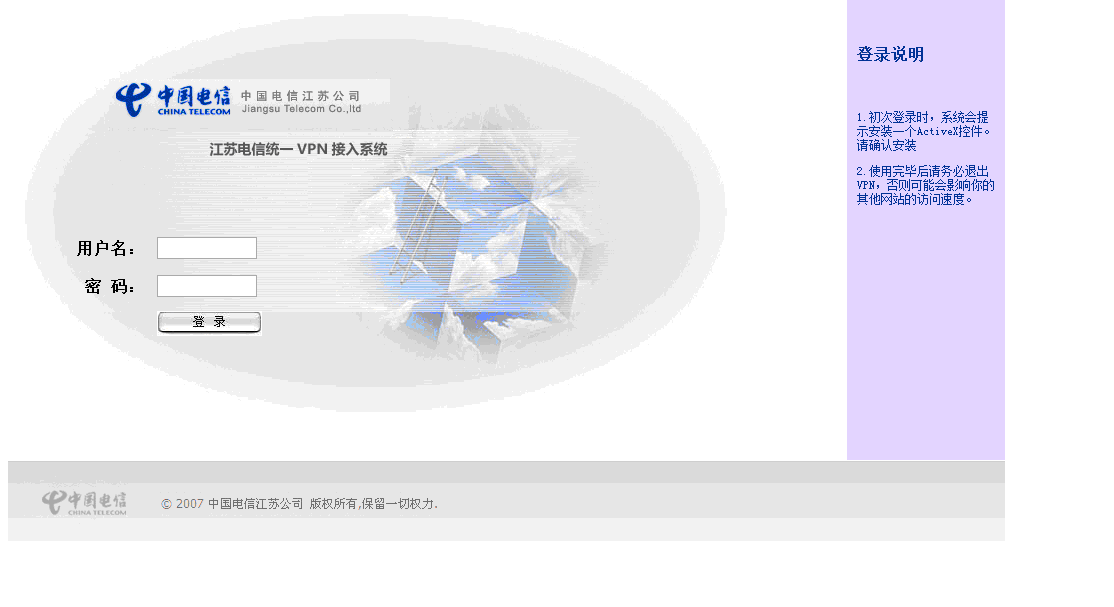 中国电信
CHINA TELECOM
中国电信江苏公司
Jiangsu Telecom Co.,ltd
江苏电信统一 VPN 接入系统
用户名：
密 码：
登 录
登录说明
1.初次登录时，系统会提
示安装一个ActiveX控件。
请确认安装
2.使用完毕后请务必退出
VPN，否则可能会影响你的
其他网站的访问速度。
中国电信
CHINA TELECOM
© 2007 中国电信江苏公司 版权所有,保留一切权力.